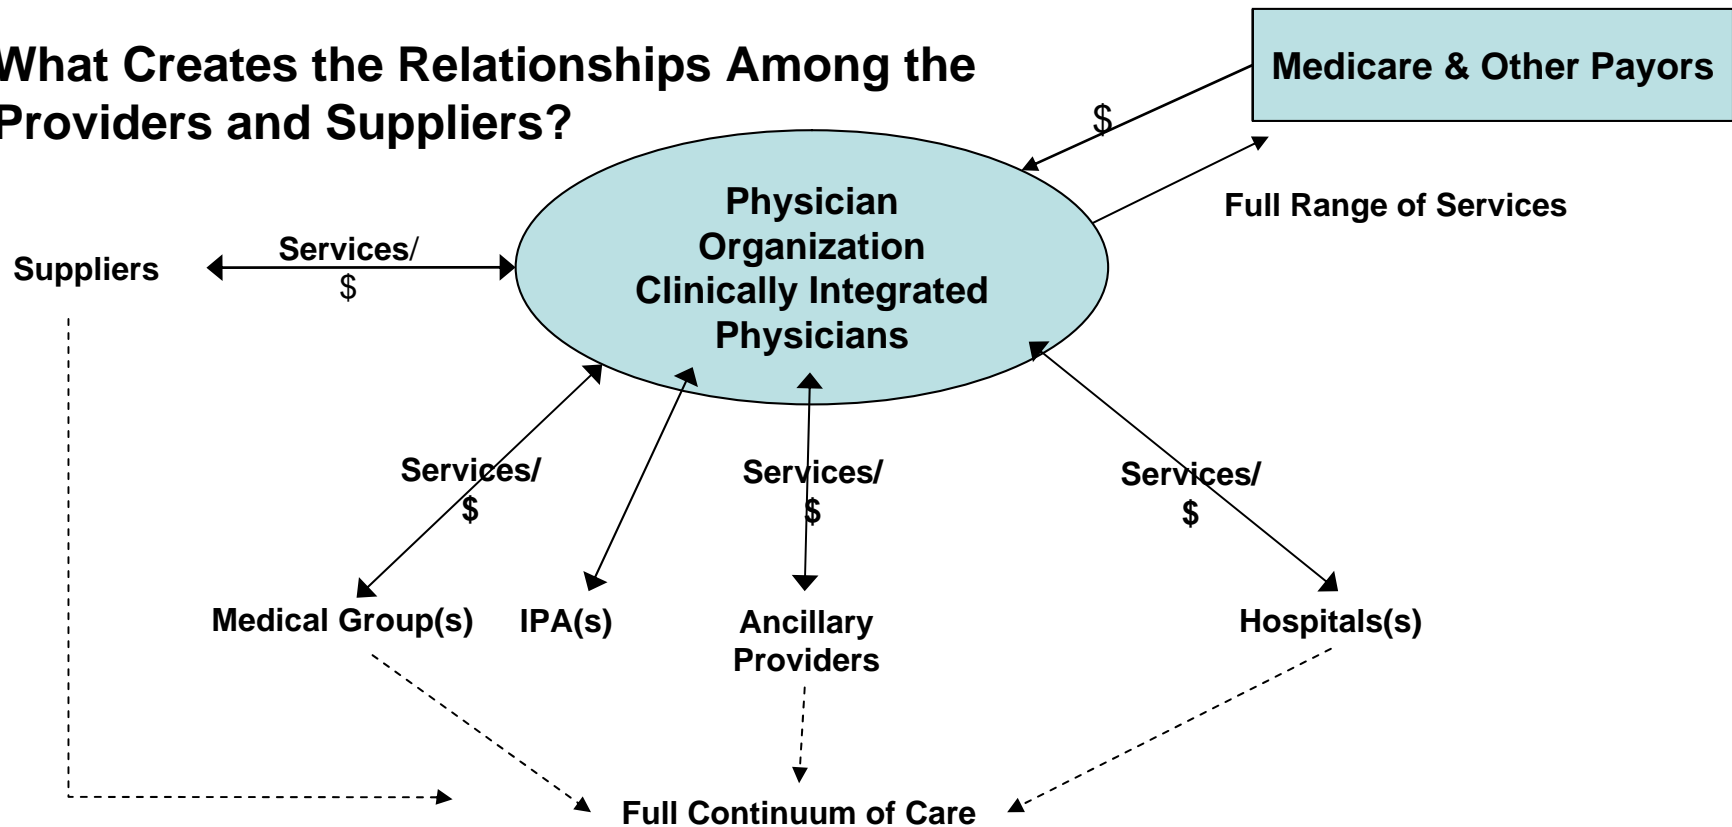 What Creates the Relationships Among the
Providers and Suppliers?
Medicare & Other Payors
$
Physician
Organization
Clinically Integrated
Physicians
Full Range of Services
Suppliers
Services/
$
Services/
$
Services/
$
Services/
$
Medical Group(s)
IPA(s)
Ancillary
Providers
Hospitals(s)
Full Continuum of Care